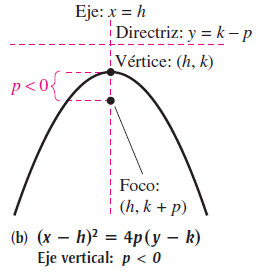 Eje: x = h
Directriz: y = k – p
Vértice: (h, k)
p < 0
Foco:
(h, k + p)
(b) (x – h)² = 4p(y – k)
Eje vertical: p < 0